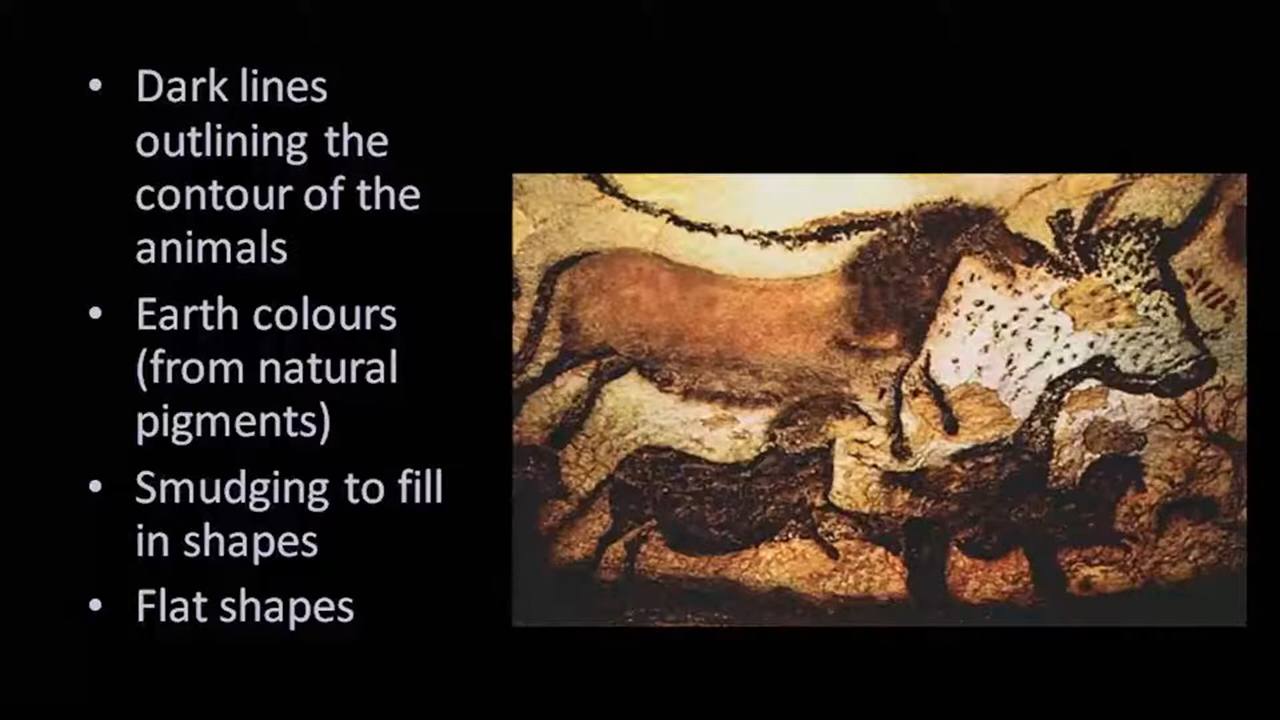 • Dark lines
outlining the
contour of the
animals
• Earth colours
(from natural
pigments)
• Smudging to fill
in shapes
• Flat shapes